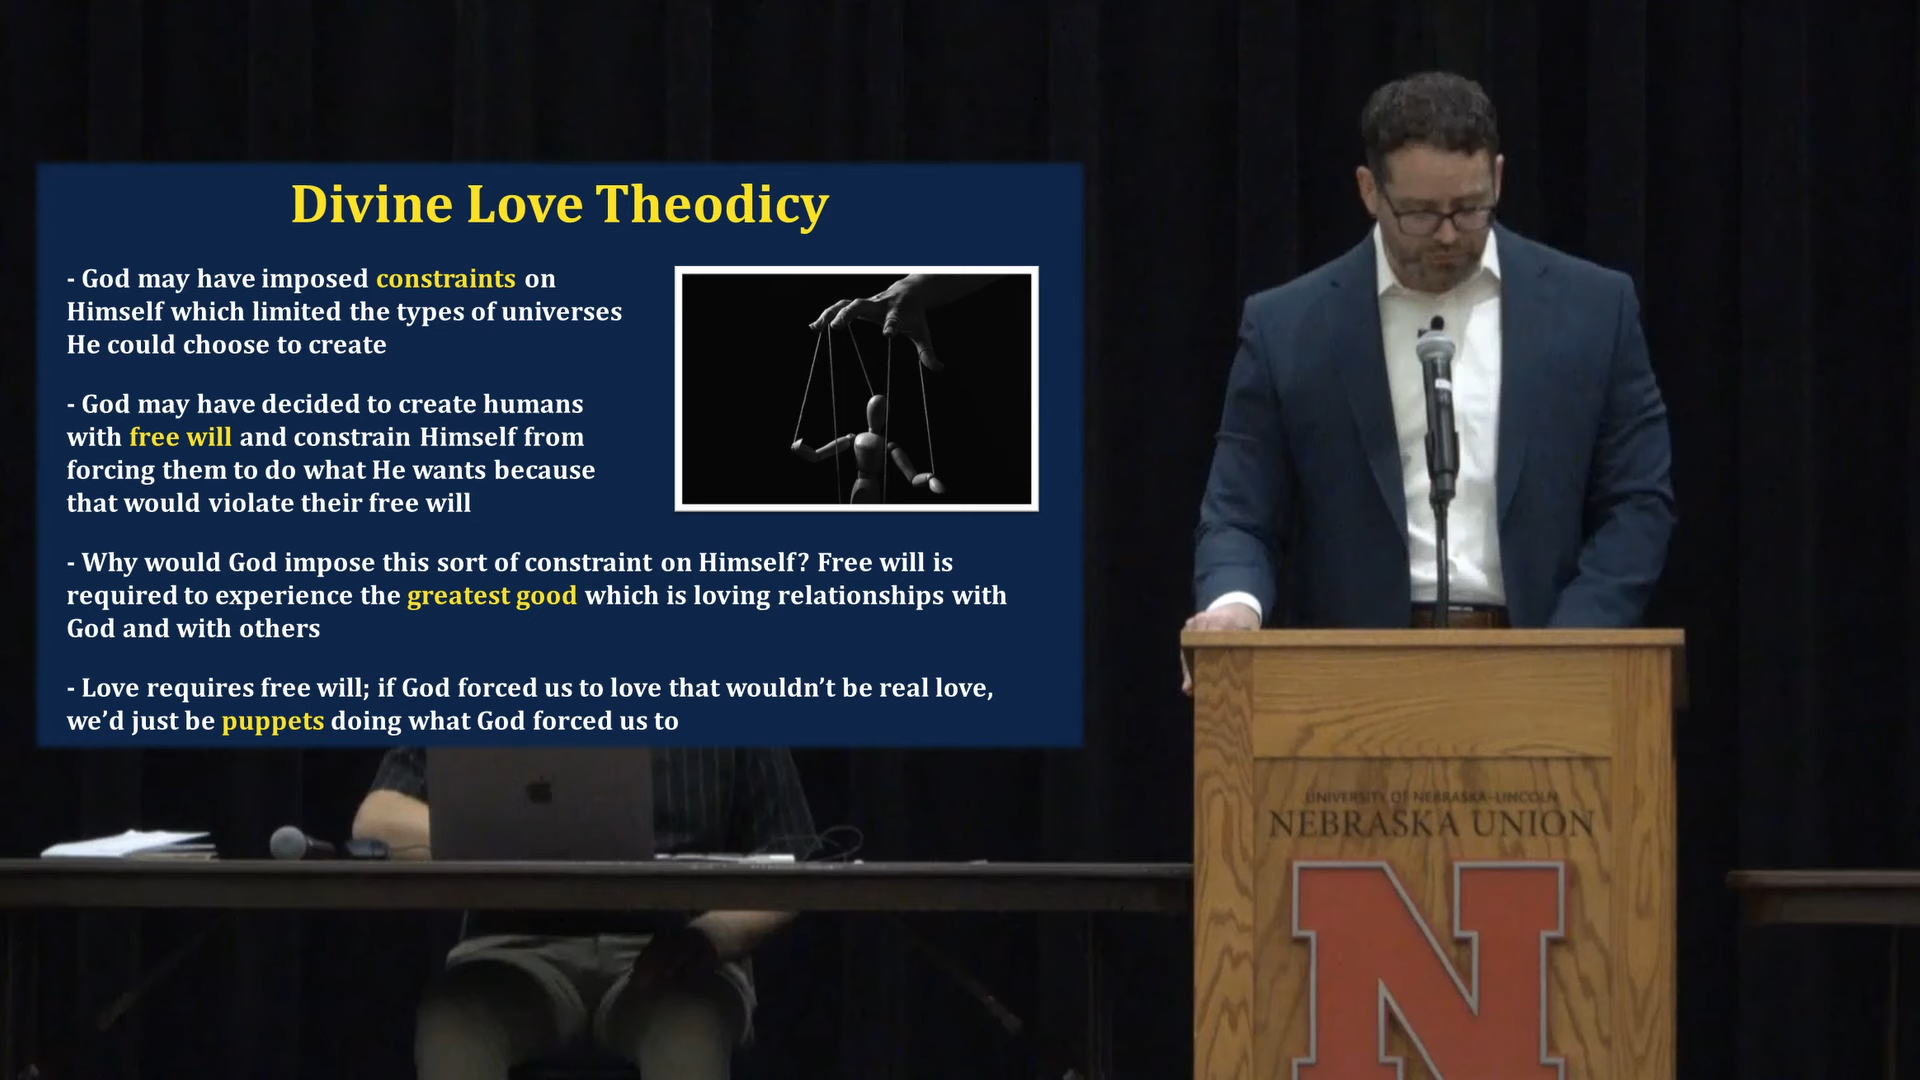 Divine Love Theodicy
- God may have imposed constraints on
Himself which limited the types of universes
He could choose to create
- God may have decided to create humans
with free will and constrain Himself from
forcing them to do what He wants because
that would violate their free will
- Why would God impose this sort of constraint on Himself? Free will is
required to experience the greatest good which is loving relationships with
God and with others
- Love requires free will; if God forced us to love that wouldn’t be real love,
we’d just be puppets doing what God forced us to
UNIVERSITY OF NEBRASKA–LINCOLN
NEBRASKA UNION
N